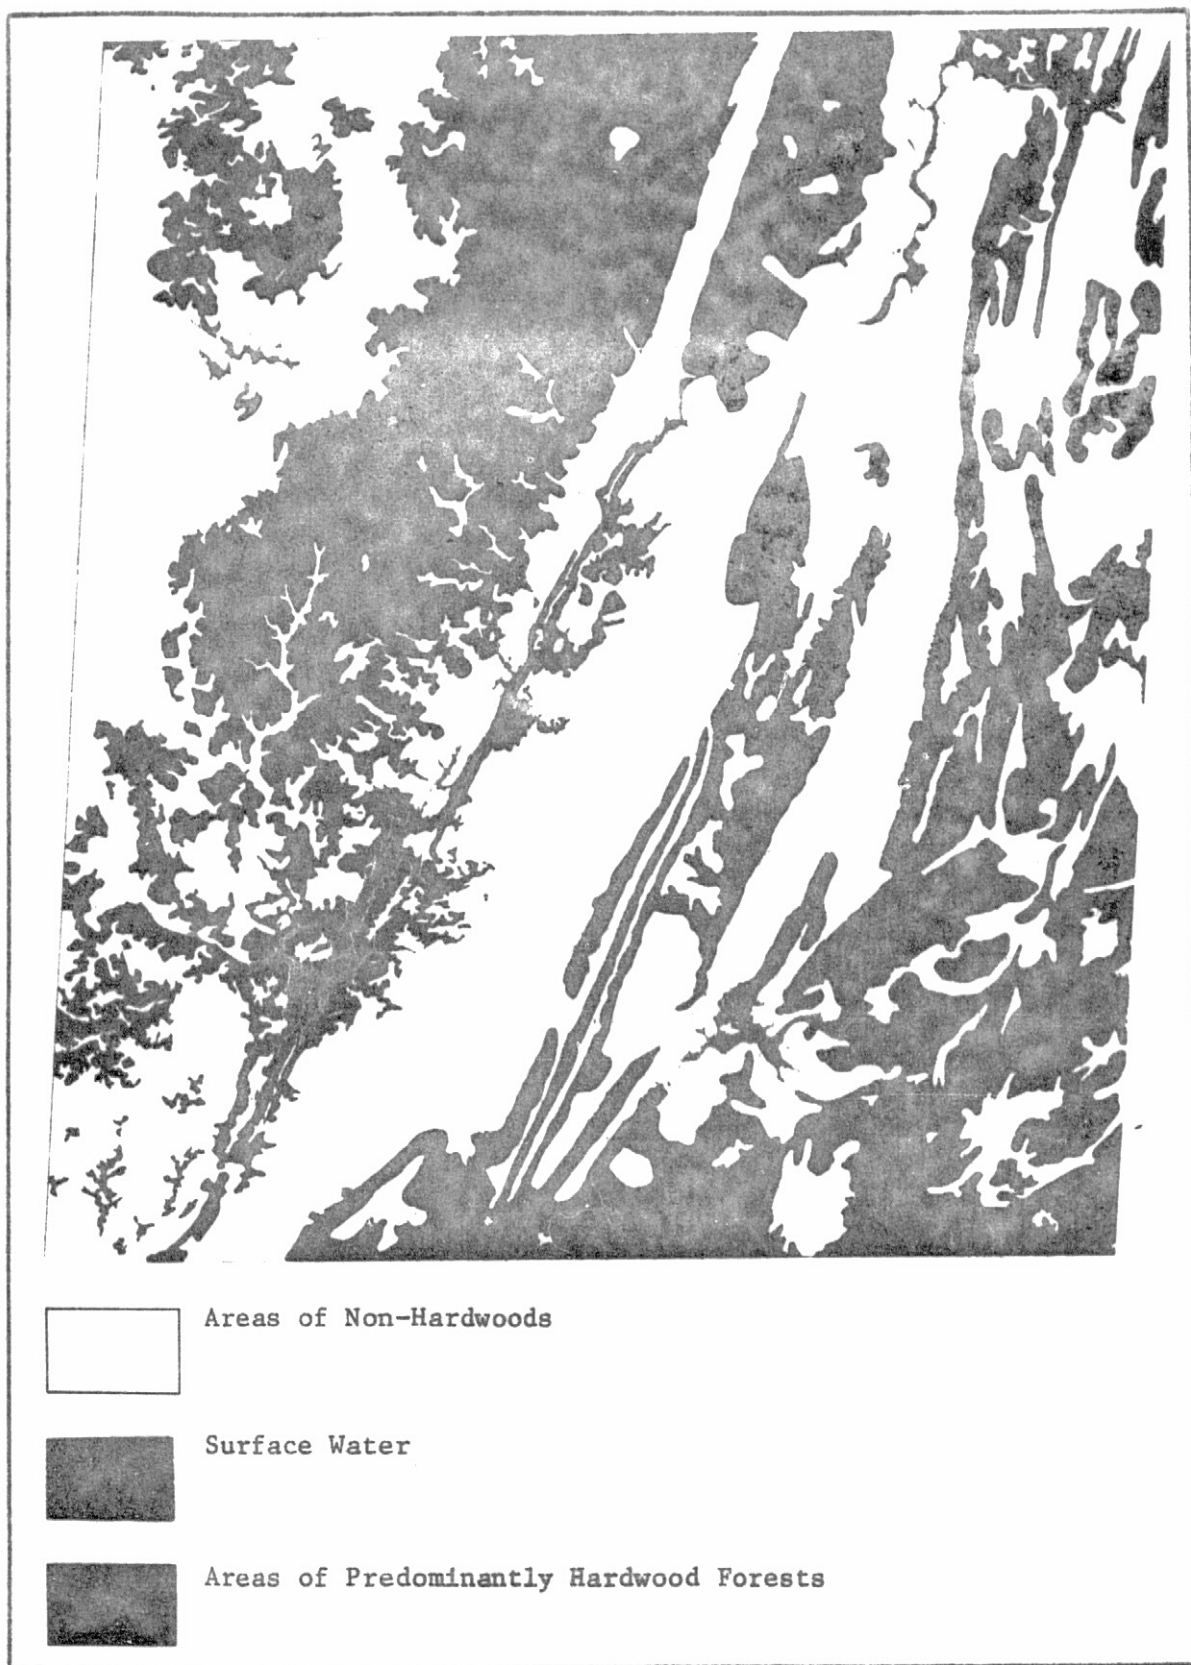 Areas of Non-Hardwoods
Surface Water
Areas of Predominantly Hardwood Forests